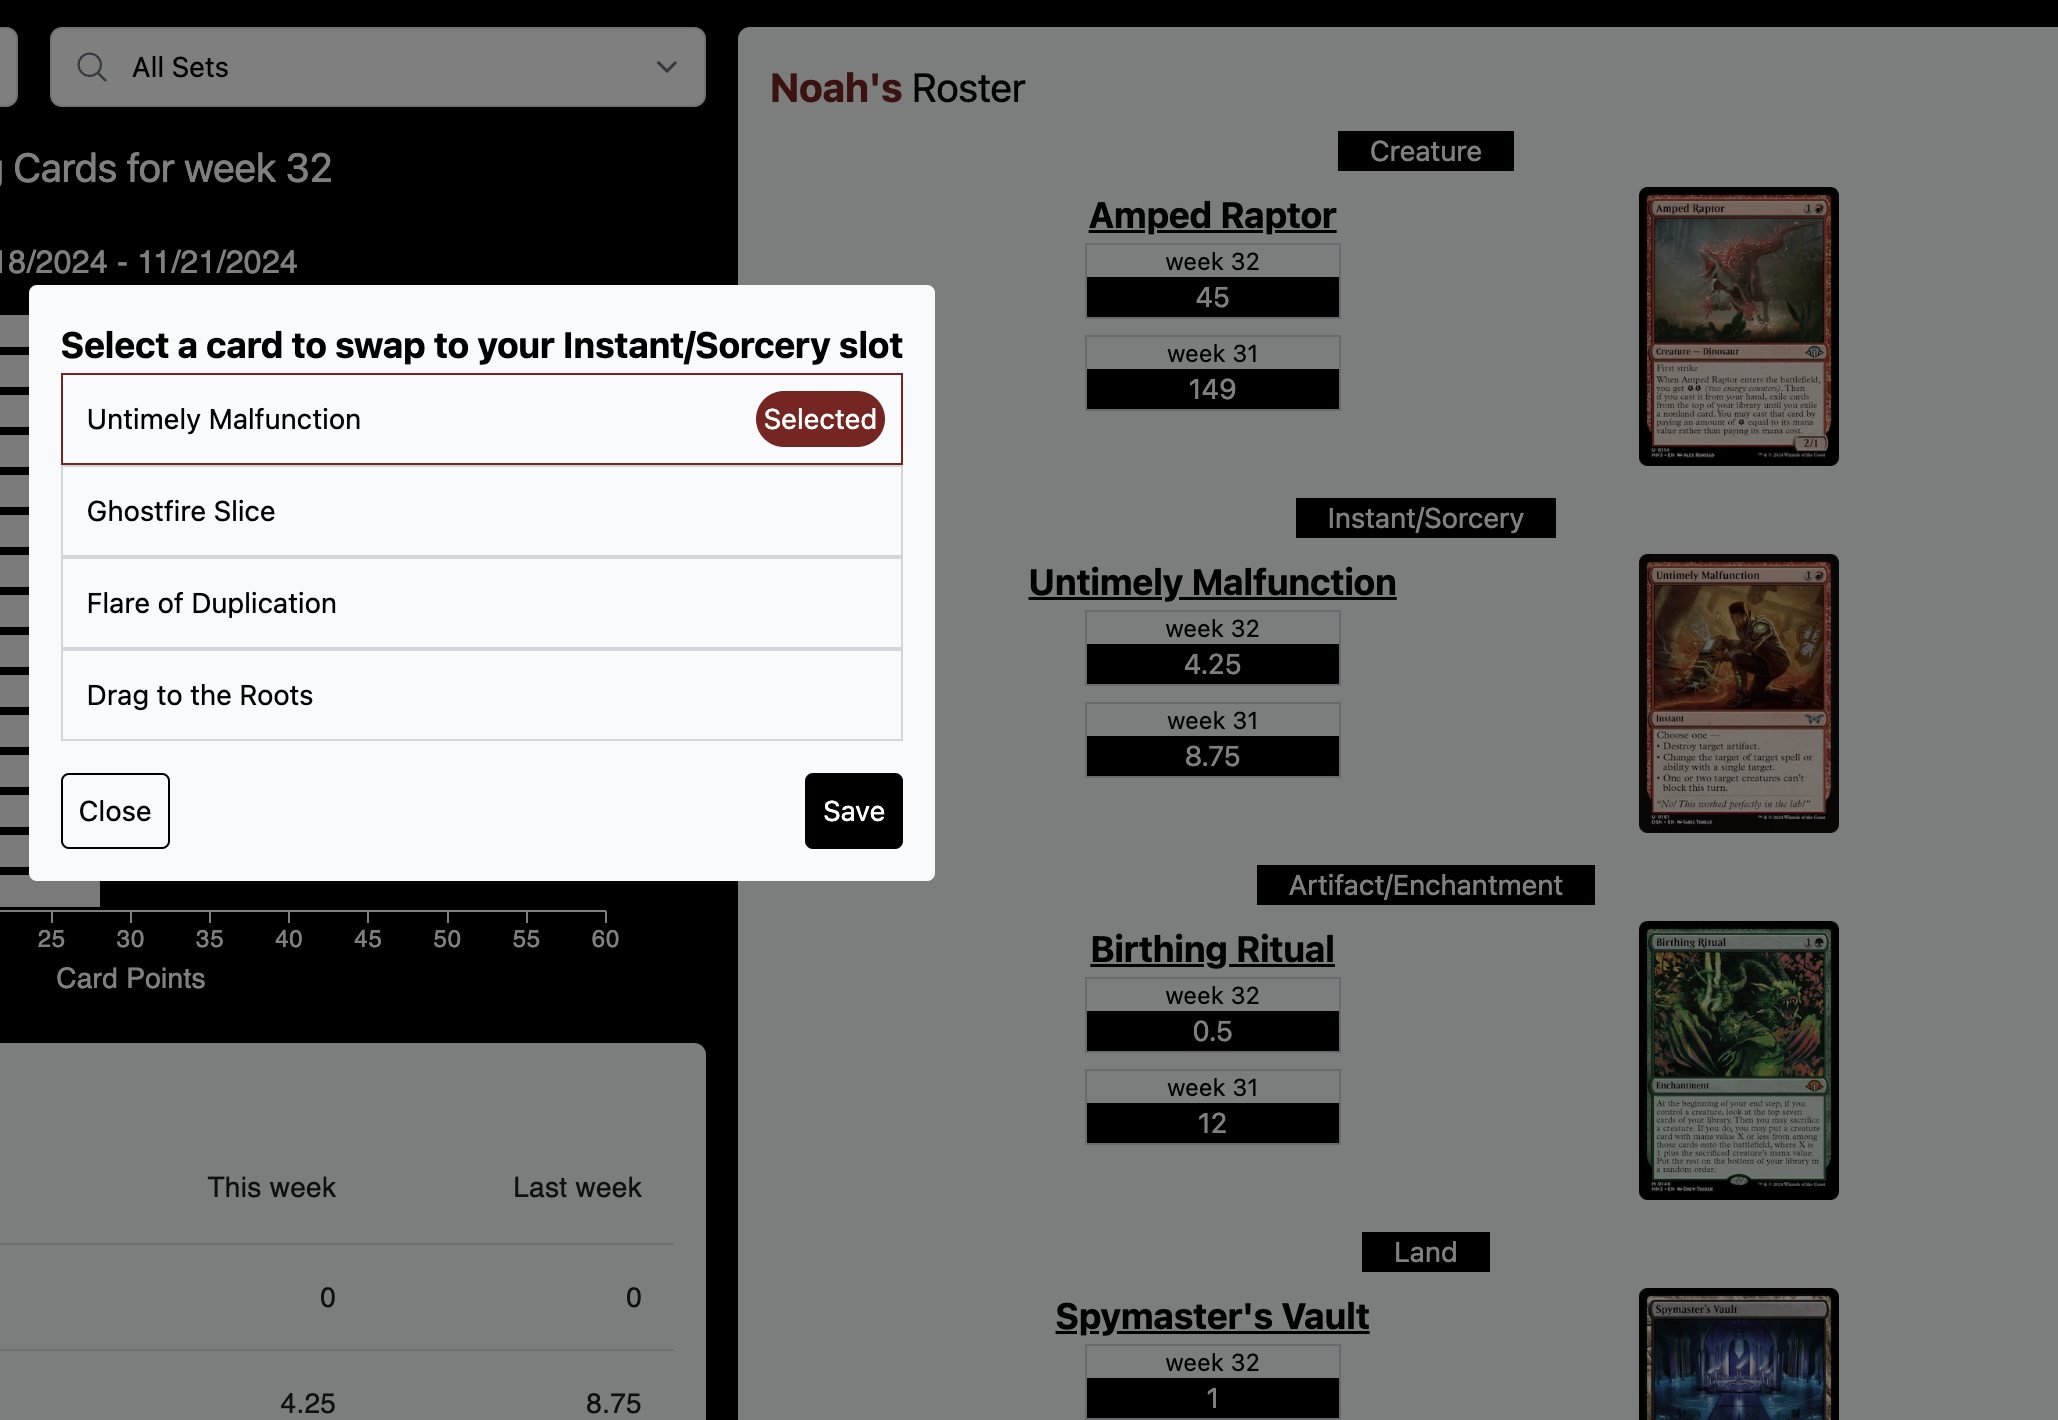 All Sets
Cards for week 32
18/2024 - 11/21/2024
Select a card to swap to your Instant/Sorcery slot
Untimely Malfunction
Selected
Ghostfire Slice
Flare of Duplication
Drag to the Roots
Close
Save
25 30 35 40 45 50 55 60
Card Points
This week
Last week
0
0
4.25
8.75
Noah's Roster
Creature
Amped Raptor
week 32
45
week 31
149
Amped Raptor
Creature — Dinosaur
First strike
When Amped Raptor enters the battlefield,
you get (two energy counters). Then
if you cast it from your hand, exile cards
from the top of your library until you exile
a nonland card. You may cast that card by
paying an amount of equal to its mana
value rather than paying its mana cost.
2/1
Instant/Sorcery
Untimely Malfunction
week 32
4.25
week 31
8.75
Untimely Malfunction
Instant
Choose one —
• Destroy target artifact.
• Change the target of target spell or
ability with a single target.
• One or two target creatures can't
block this turn.
"No! This worked perfectly in the lab!"
Artifact/Enchantment
Birthing Ritual
week 32
0.5
week 31
12
Birthing Ritual
Enchantment
At the beginning of your end step, if you
control a creature, look at the top seven
cards of your library. Then you may sacrifice
a creature. If you do, you may put a creature
card with mana value X or less from among
those cards onto the battlefield, where X is
1 plus the sacrificed creature's mana value.
Put the rest on the bottom of your library in
a random order.
Land
Spymaster's Vault
week 32
1
Spymaster's Vault